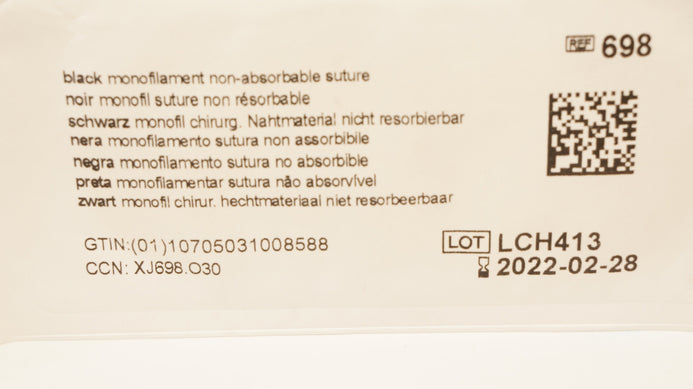 REF 698
black monofilament non-absorbable suture
noir monofil suture non résorbable
schwarz monofil chirurg. Nahtmaterial nicht resorbierbar
nera monofilamento sutura non assorbibile
negra monofilamento sutura no absorbible
preta monofilamentar sutura não absorvível
zwart monofil chirur. hechtmateriaal niet resorbeerbaar
GTIN:(01)10705031008588
CCN: XJ698.O30
LOT LCH413
2022-02-28